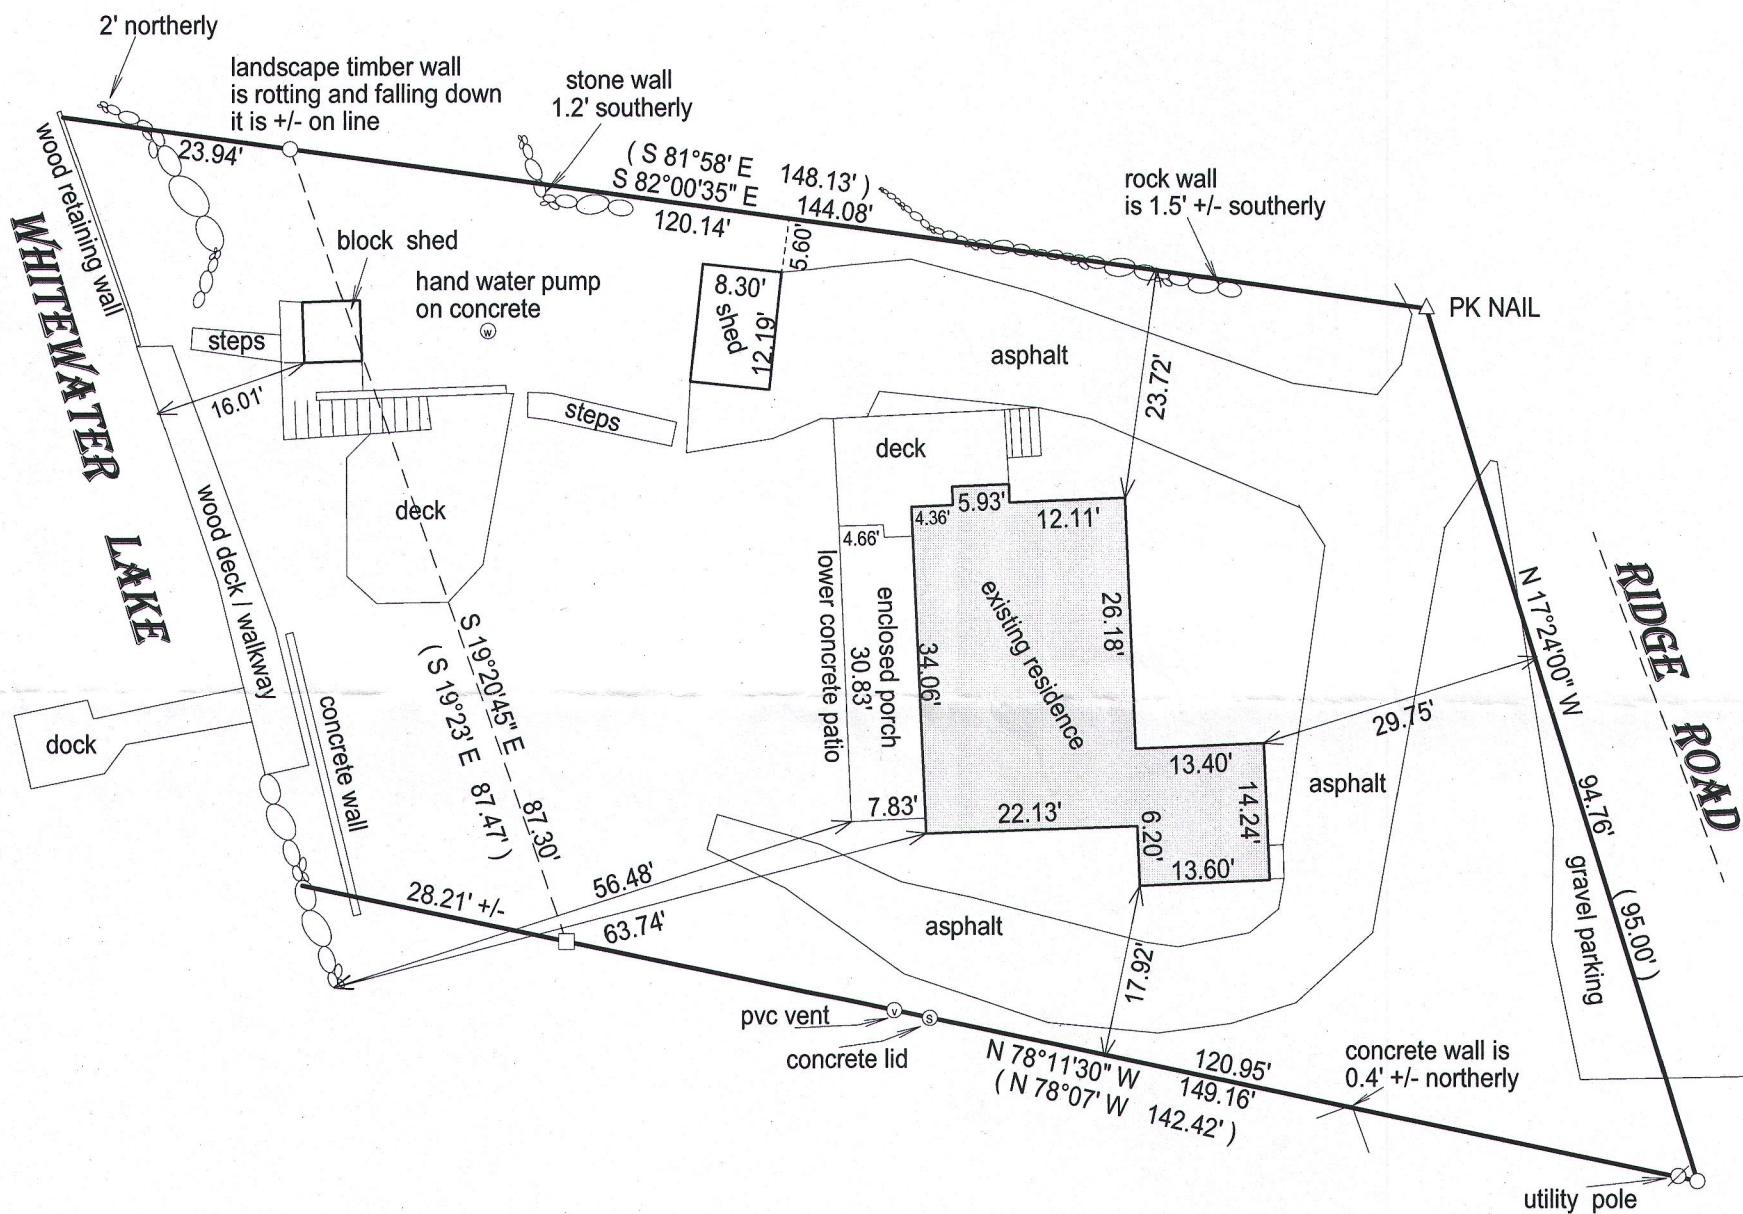 2' northerly
landscape timber wall
is rotting and falling down
it is +/- on line
stone wall
1.2' southerly
23.94'
( S 81°58' E 148.13' )
S 82°00'35" E 144.08'
120.14'
rock wall
is 1.5' +/- southerly
wood retaining wall
block shed
hand water pump
on concrete
W
5.60'
8.30'
shed
12.19'
PK NAIL
asphalt
steps
16.01'
steps
23.72'
WHITEWATER
LAKE
deck
deck
wood deck / walkway
5.93'
4.36'
12.11'
4.66'
lower concrete patio
enclosed porch
30.83'
34.06'
existing residence
26.18'
N 17°24'00" W 94.76'
( 95.00' )
RIDGE
ROAD
S 19°20'45" E 87.30'
( S 19°23' E 87.47' )
29.75'
dock
concrete wall
13.40'
14.24'
asphalt
7.83'
22.13'
6.20'
13.60'
gravel parking
56.48'
28.21' +/-
63.74'
asphalt
17.92'
pvc vent
V
S
concrete lid
120.95'
N 78°11'30" W 149.16'
( N 78°07' W 142.42' )
concrete wall is
0.4' +/- northerly
utility pole